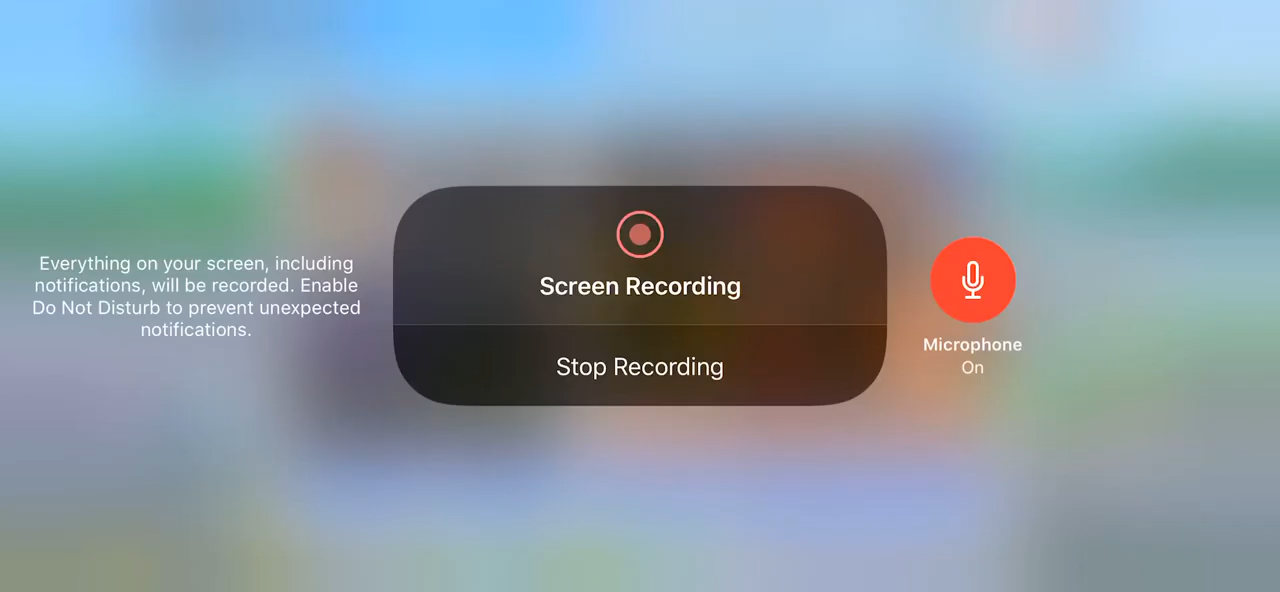 Everything on your screen, including
notifications, will be recorded. Enable
Do Not Disturb to prevent unexpected
notifications.
Screen Recording
Stop Recording
Microphone
On